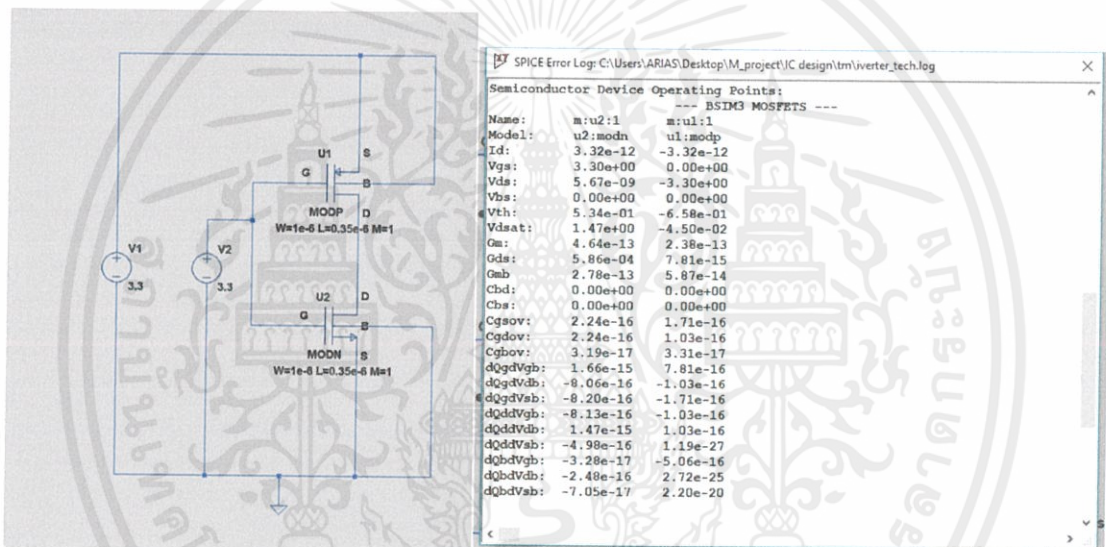 U1
S
G
B
MODP
D
W=1e-6 L=0.35e-6 M=1
V1
V2
3.3
3.3
U2
D
G
B
MODN
S
W=1e-6 L=0.35e-6 M=1
SPICE Error Log: C:\Users\ARIAS\Desktop\M_project\IC design\tm\iverter_tech.log
Semiconductor Device Operating Points:
--- BSIM3 MOSFETS ---
Name: m:u2:1 m:u1:1
Model: u2:modn u1:modp
Id: 3.32e-12 -3.32e-12
Vgs: 3.30e+00 0.00e+00
Vds: 5.67e-09 -3.30e+00
Vbs: 0.00e+00 0.00e+00
Vth: 5.34e-01 -6.58e-01
Vdsat: 1.47e+00 -4.50e-02
Gm: 4.64e-13 2.38e-13
Gds: 5.86e-04 7.81e-15
Gmb 2.78e-13 5.87e-14
Cbd: 0.00e+00 0.00e+00
Cbs: 0.00e+00 0.00e+00
Cgsov: 2.24e-16 1.71e-16
Cgdov: 2.24e-16 1.03e-16
Cgbov: 3.19e-17 3.31e-17
dQgdVgb: 1.66e-15 7.81e-16
dQgdVdb: -8.06e-16 -1.03e-16
dQgdVsb: -8.20e-16 -1.71e-16
dQddVgb: -8.13e-16 -1.03e-16
dQddVdb: 1.47e-15 1.03e-16
dQddVsb: -4.98e-16 1.19e-27
dQbdVgb: -3.28e-17 -5.06e-16
dQbdVdb: -2.48e-16 2.72e-25
dQbdVsb: -7.05e-17 2.20e-20